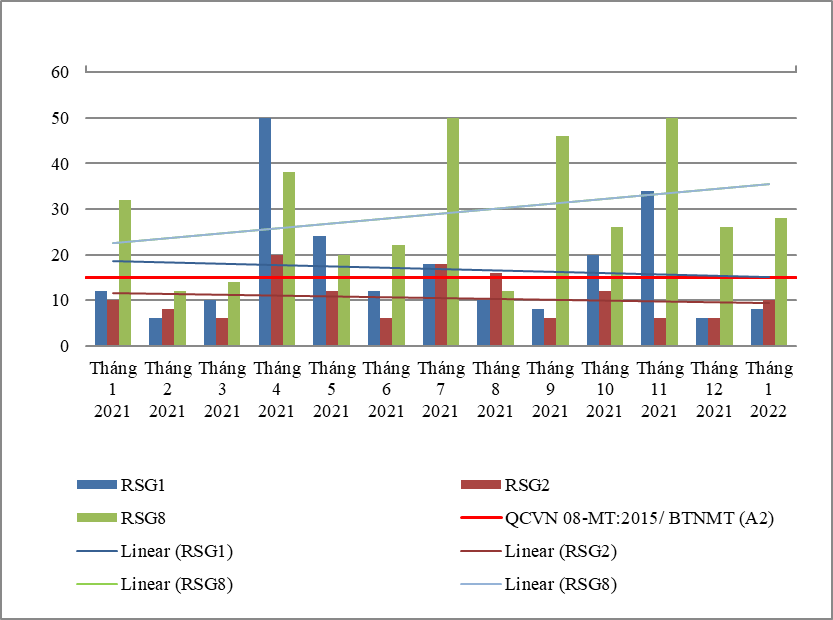 60
50
40
30
20
10
0
Tháng Tháng Tháng Tháng Tháng Tháng Tháng Tháng Tháng Tháng Tháng Tháng Tháng
1 2 3 4 5 6 7 8 9 10 11 12 1
2021 2021 2021 2021 2021 2021 2021 2021 2021 2021 2021 2021 2022
RSG1 RSG2
RSG8 QCVN 08-MT:2015/ BTNMT (A2)
Linear (RSG1) Linear (RSG2)
Linear (RSG8) Linear (RSG8)